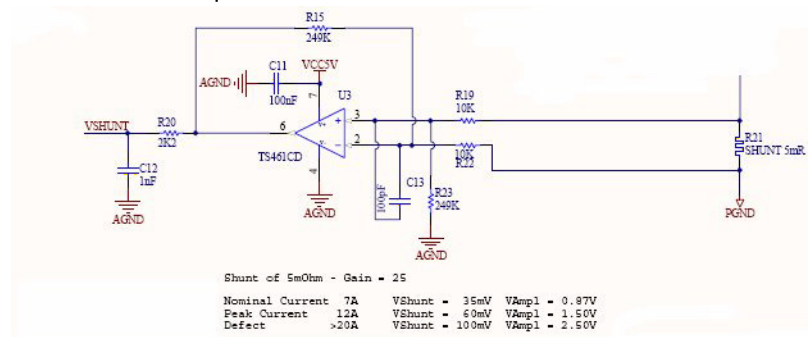 R15
249K
C11
100nF
AGND
VCC5V
7
U3
R19
10K
VSHUNT
R20
2K2
6
3
2
TS461CD
4
AGND
C12
1nF
AGND
10K
R22
R21
SHUNT 5mR
C13
100pF
R23
249K
AGND
PGND
Shunt of 5mOhm - Gain = 25
Nominal Current 7A VShunt = 35mV VAmpl = 0.87V
Peak Current 12A VShunt = 60mV VAmpl = 1.50V
Defect >20A VShunt = 100mV VAmpl = 2.50V